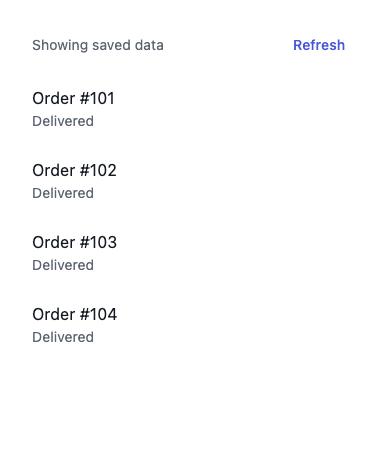 Showing saved data
Refresh
Order #101
Delivered
Order #102
Delivered
Order #103
Delivered
Order #104
Delivered